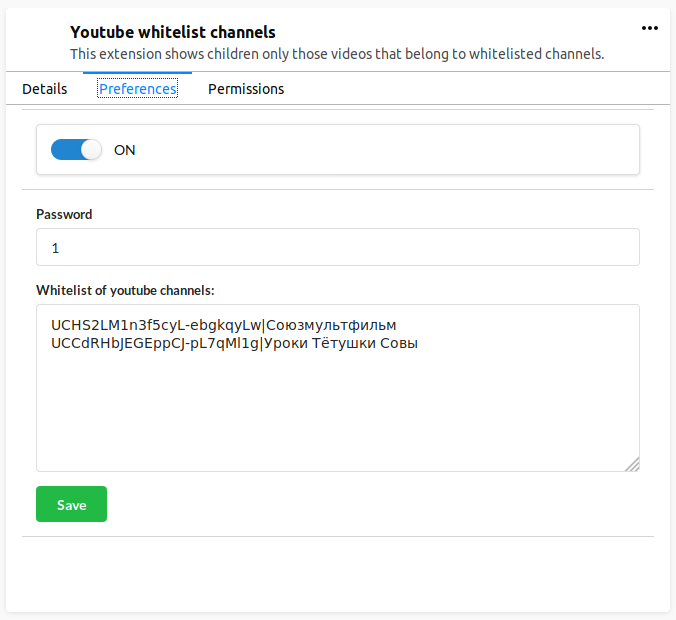 Youtube whitelist channels
This extension shows children only those videos that belong to whitelisted channels.
Details Preferences Permissions
ON
Password
1
Whitelist of youtube channels:
UCHS2LM1n3f5cyL-ebgkqyLw|Союзмультфильм
UCCdRHbJEGEppCJ-pL7qMl1g|Уроки Тётушки Совы
Save